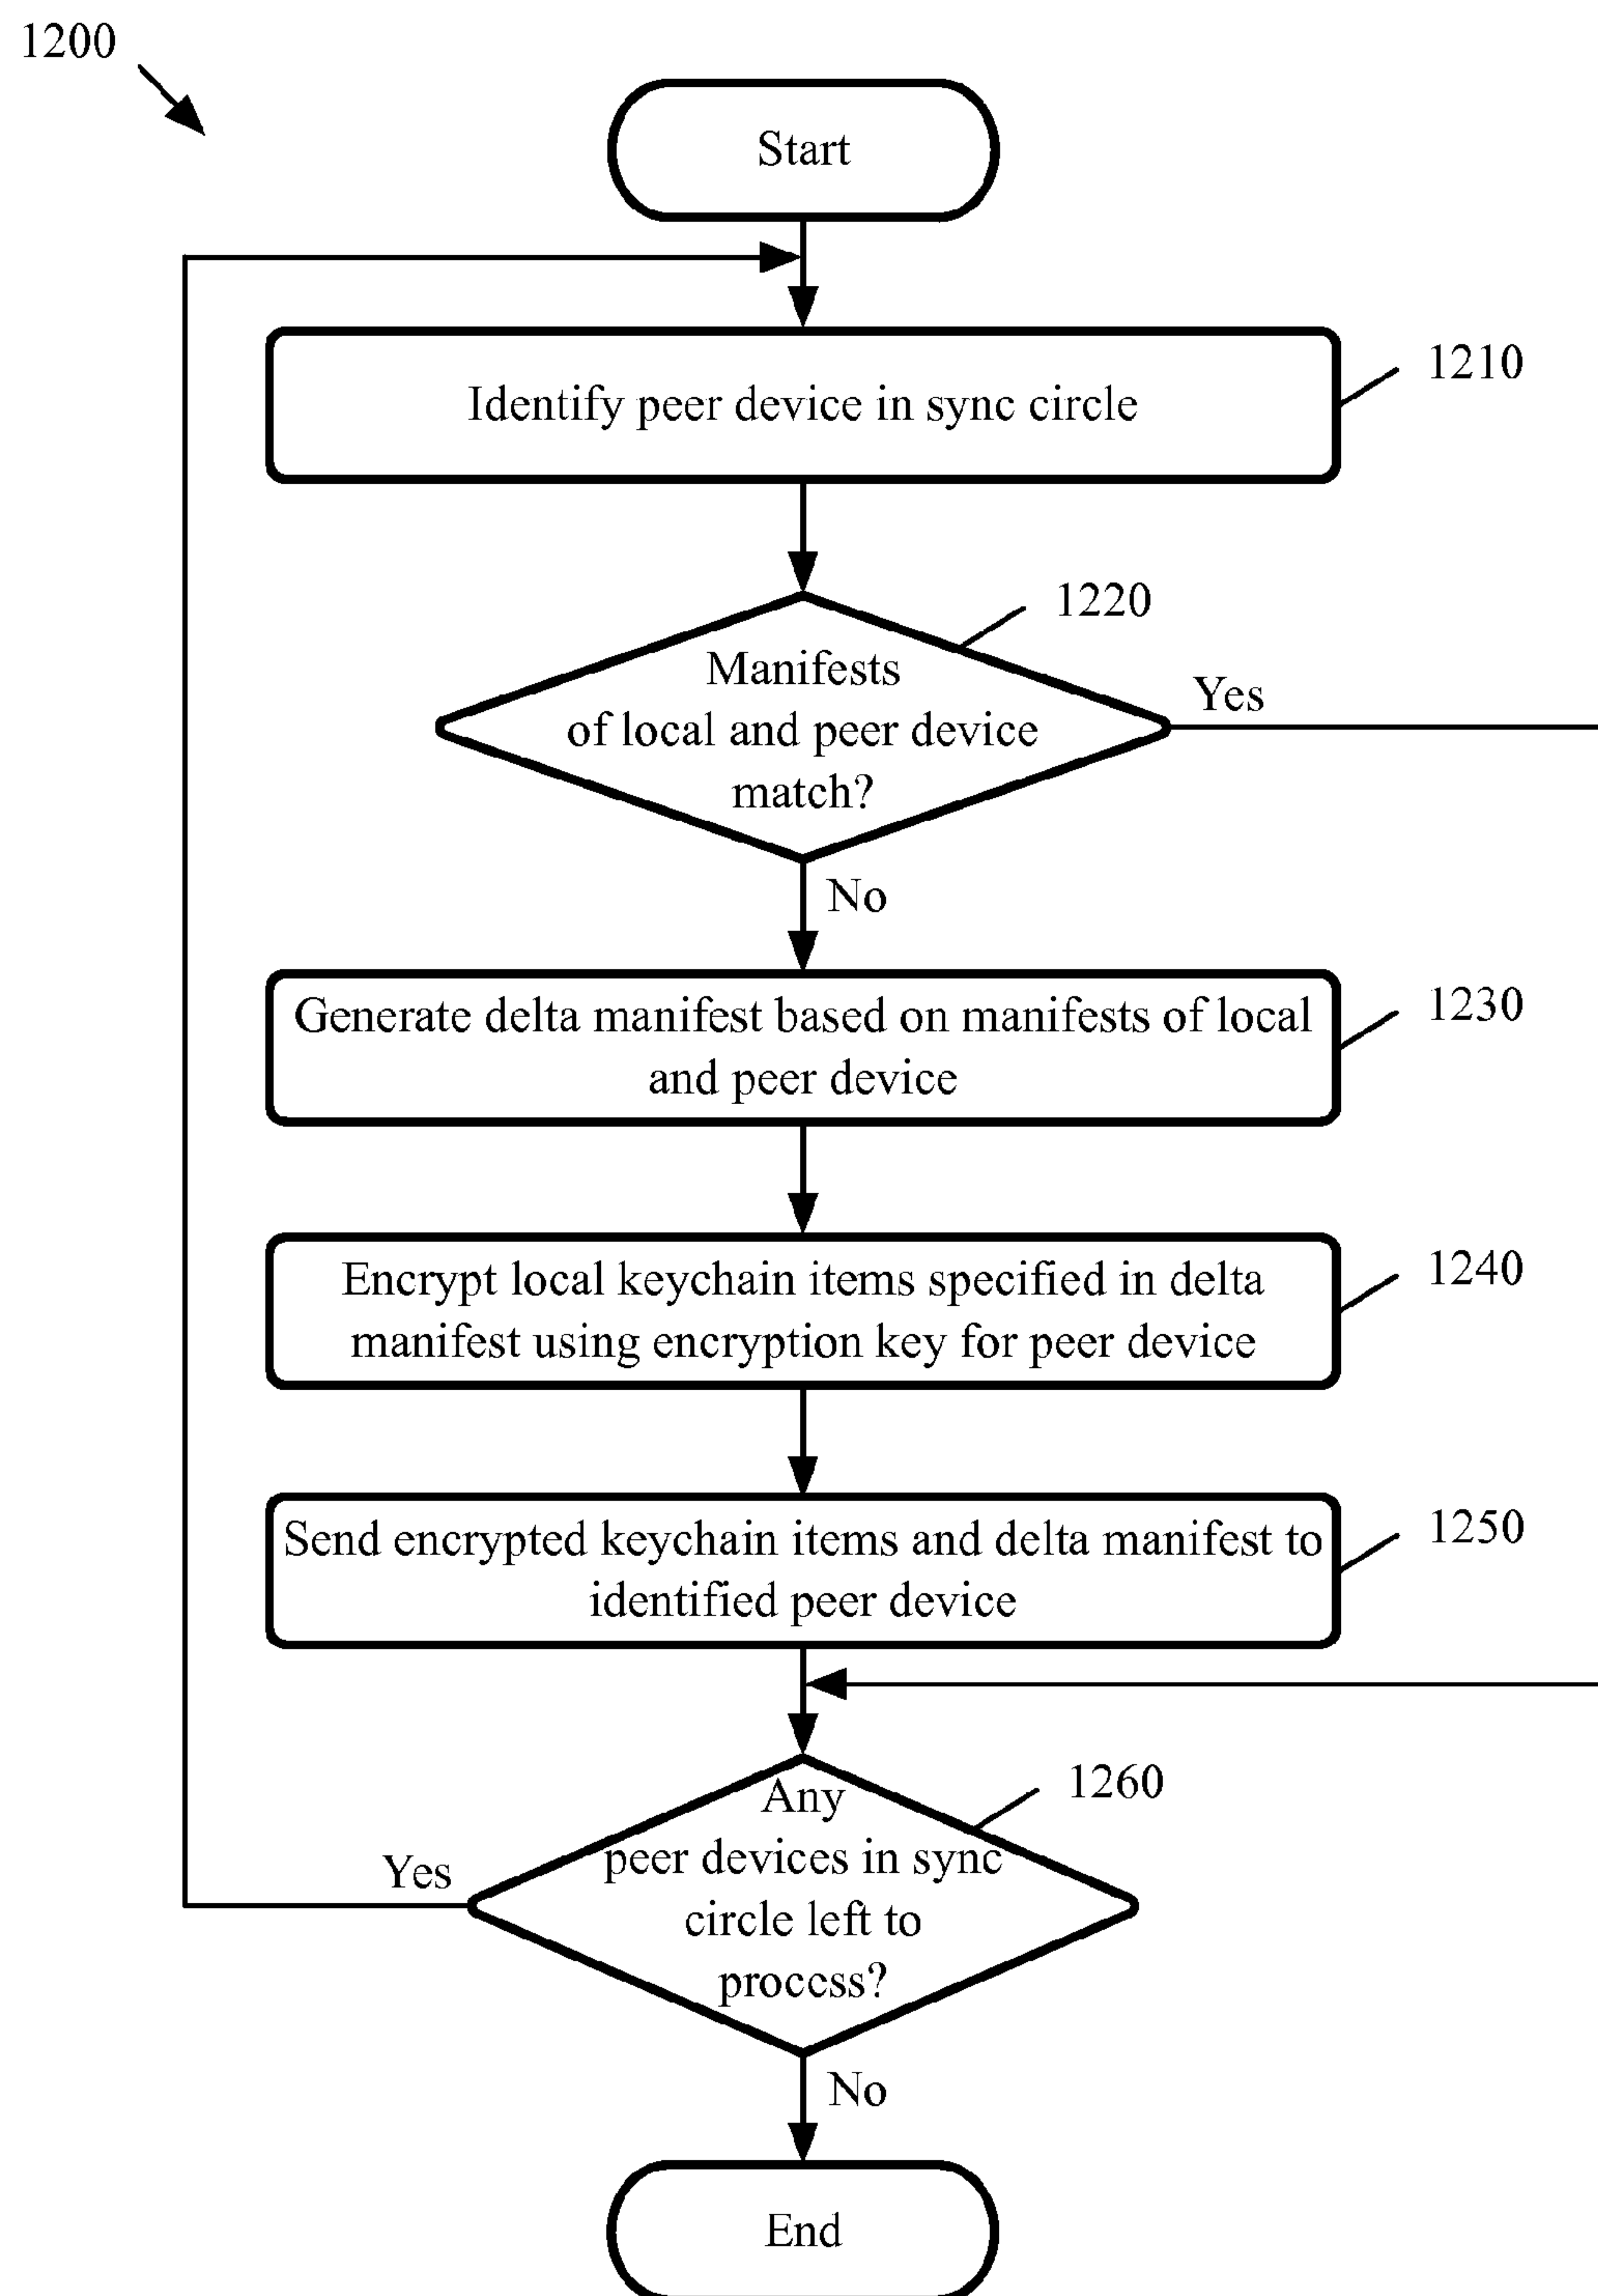 1200
Start
Identify peer device in sync circle
1210
1220
Manifests
of local and peer device
match?
Yes
No
Generate delta manifest based on manifests of local
and peer device
1230
Encrypt local keychain items specified in delta
manifest using encryption key for peer device
1240
Send encrypted keychain items and delta manifest to
identified peer device
1250
1260
Any
peer devices in sync
circle left to
process?
Yes
No
End